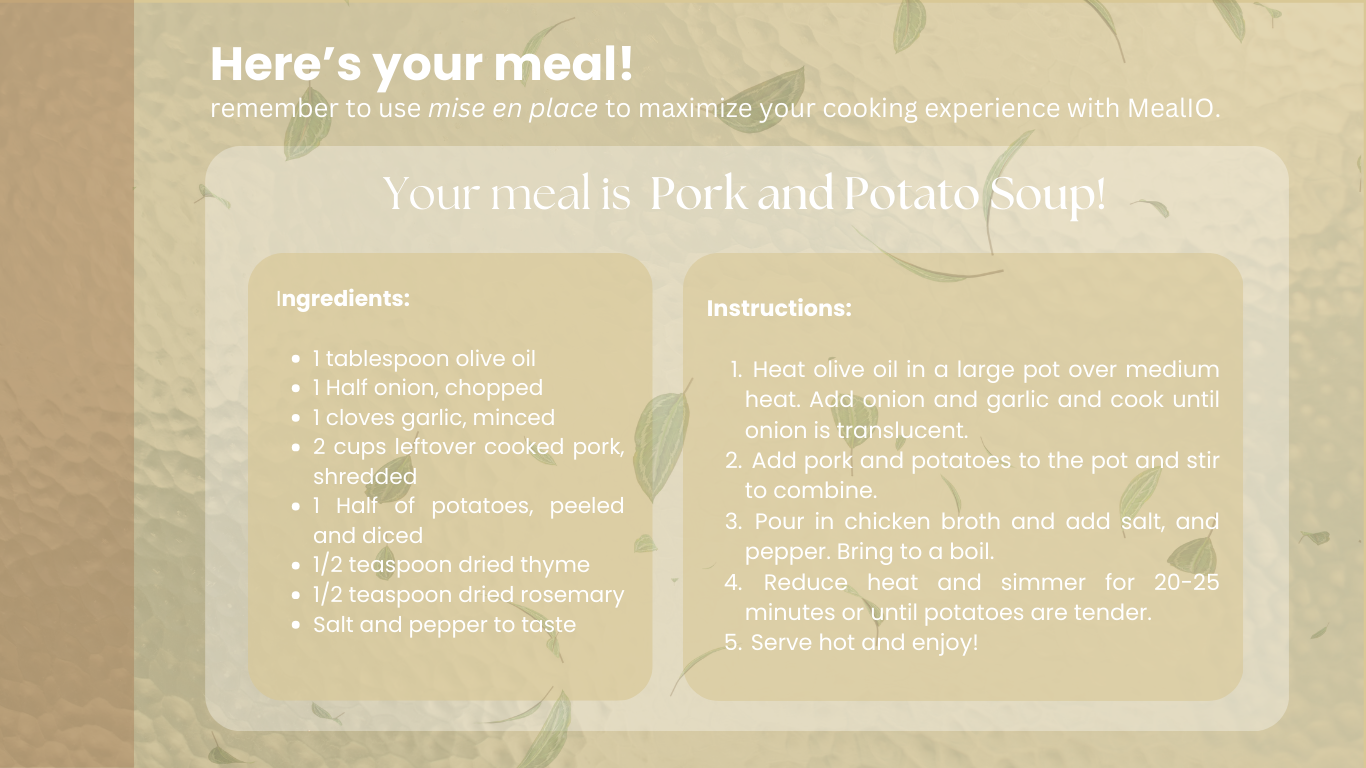 Here’s your meal!
remember to use mise en place to maximize your cooking experience with MealIO.
Your meal is Pork and Potato Soup!
Ingredients:
• 1 tablespoon olive oil
• 1 Half onion, chopped
• 1 cloves garlic, minced
• 2 cups leftover cooked pork,
shredded
• 1 Half of potatoes, peeled
and diced
• 1/2 teaspoon dried thyme
• 1/2 teaspoon dried rosemary
• Salt and pepper to taste
Instructions:
1. Heat olive oil in a large pot over medium
heat. Add onion and garlic and cook until
onion is translucent.
2. Add pork and potatoes to the pot and stir
to combine.
3. Pour in chicken broth and add salt, and
pepper. Bring to a boil.
4. Reduce heat and simmer for 20-25
minutes or until potatoes are tender.
5. Serve hot and enjoy!